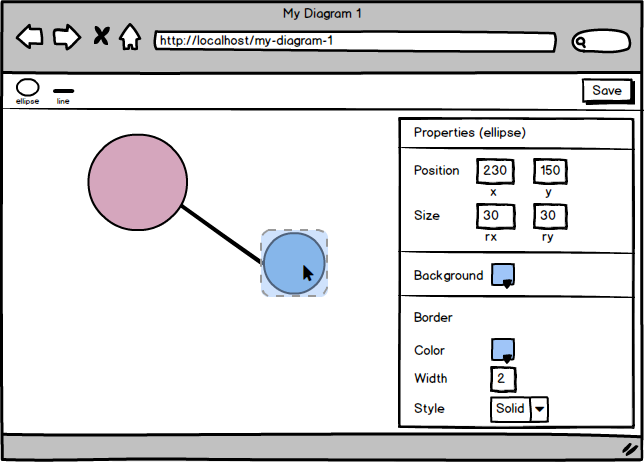 My Diagram 1
http://localhost/my-diagram-1
ellipse
line
Save
Properties (ellipse)
Position 230 150
x y
Size 30 30
rx ry
Background
Border
Color
Width 2
Style Solid